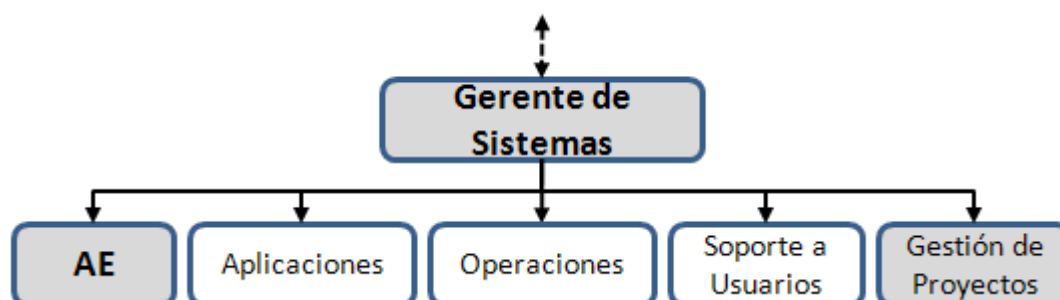 Gerente de
Sistemas
AE
Aplicaciones
Operaciones
Soporte a
Usuarios
Gestión de
Proyectos